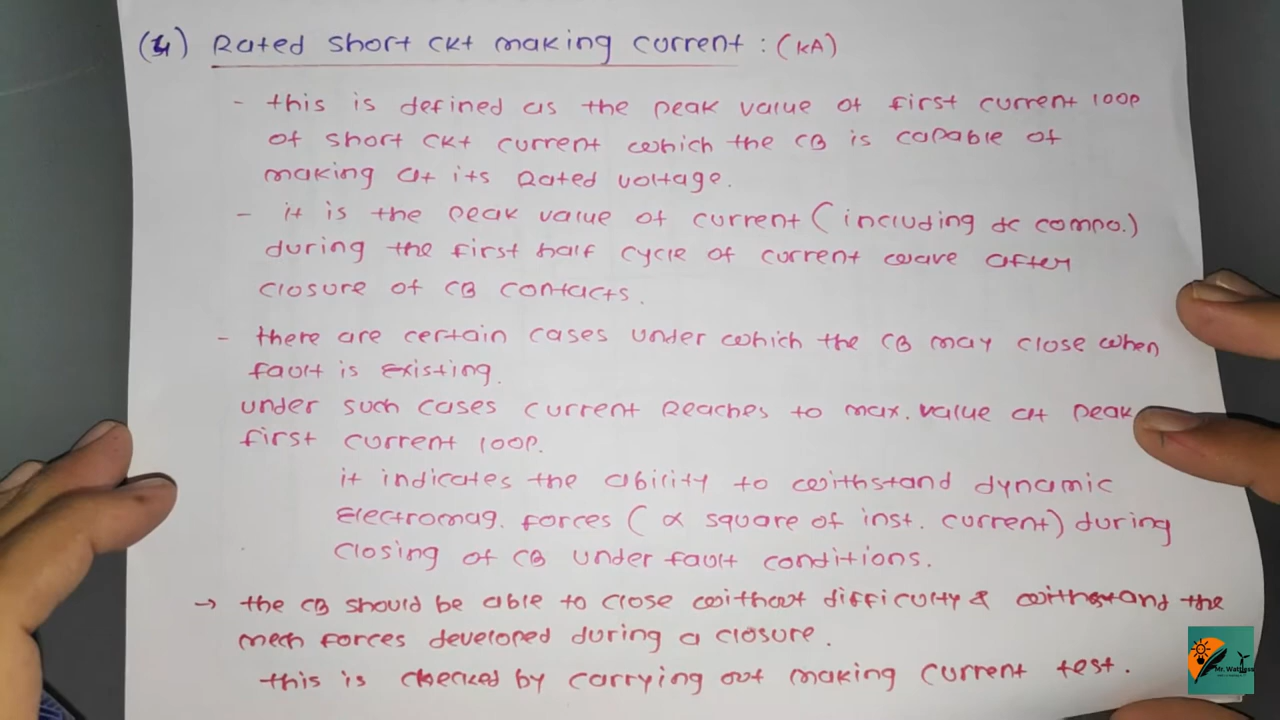 (4) Rated short ckt making current : (kA)
- this is defined as the peak value of first current loop
of short ckt current which the CB is capable of
making at its Rated voltage.
- it is the peak value of current (including dc compo.)
during the first half cycle of current wave after
closure of CB contacts.
- there are certain cases under which the CB may close when
fault is existing.
under such cases current reaches to max. value at peak
first current loop.
it indicates the ability to withstand dynamic
Electromag. forces ( ∝ square of inst. current) during
closing of CB under fault conditions.
→ the CB should be able to close without difficulty & withstand the
mech forces developed during a closure.
this is checked by carrying out making current test.
Mr. Wattless